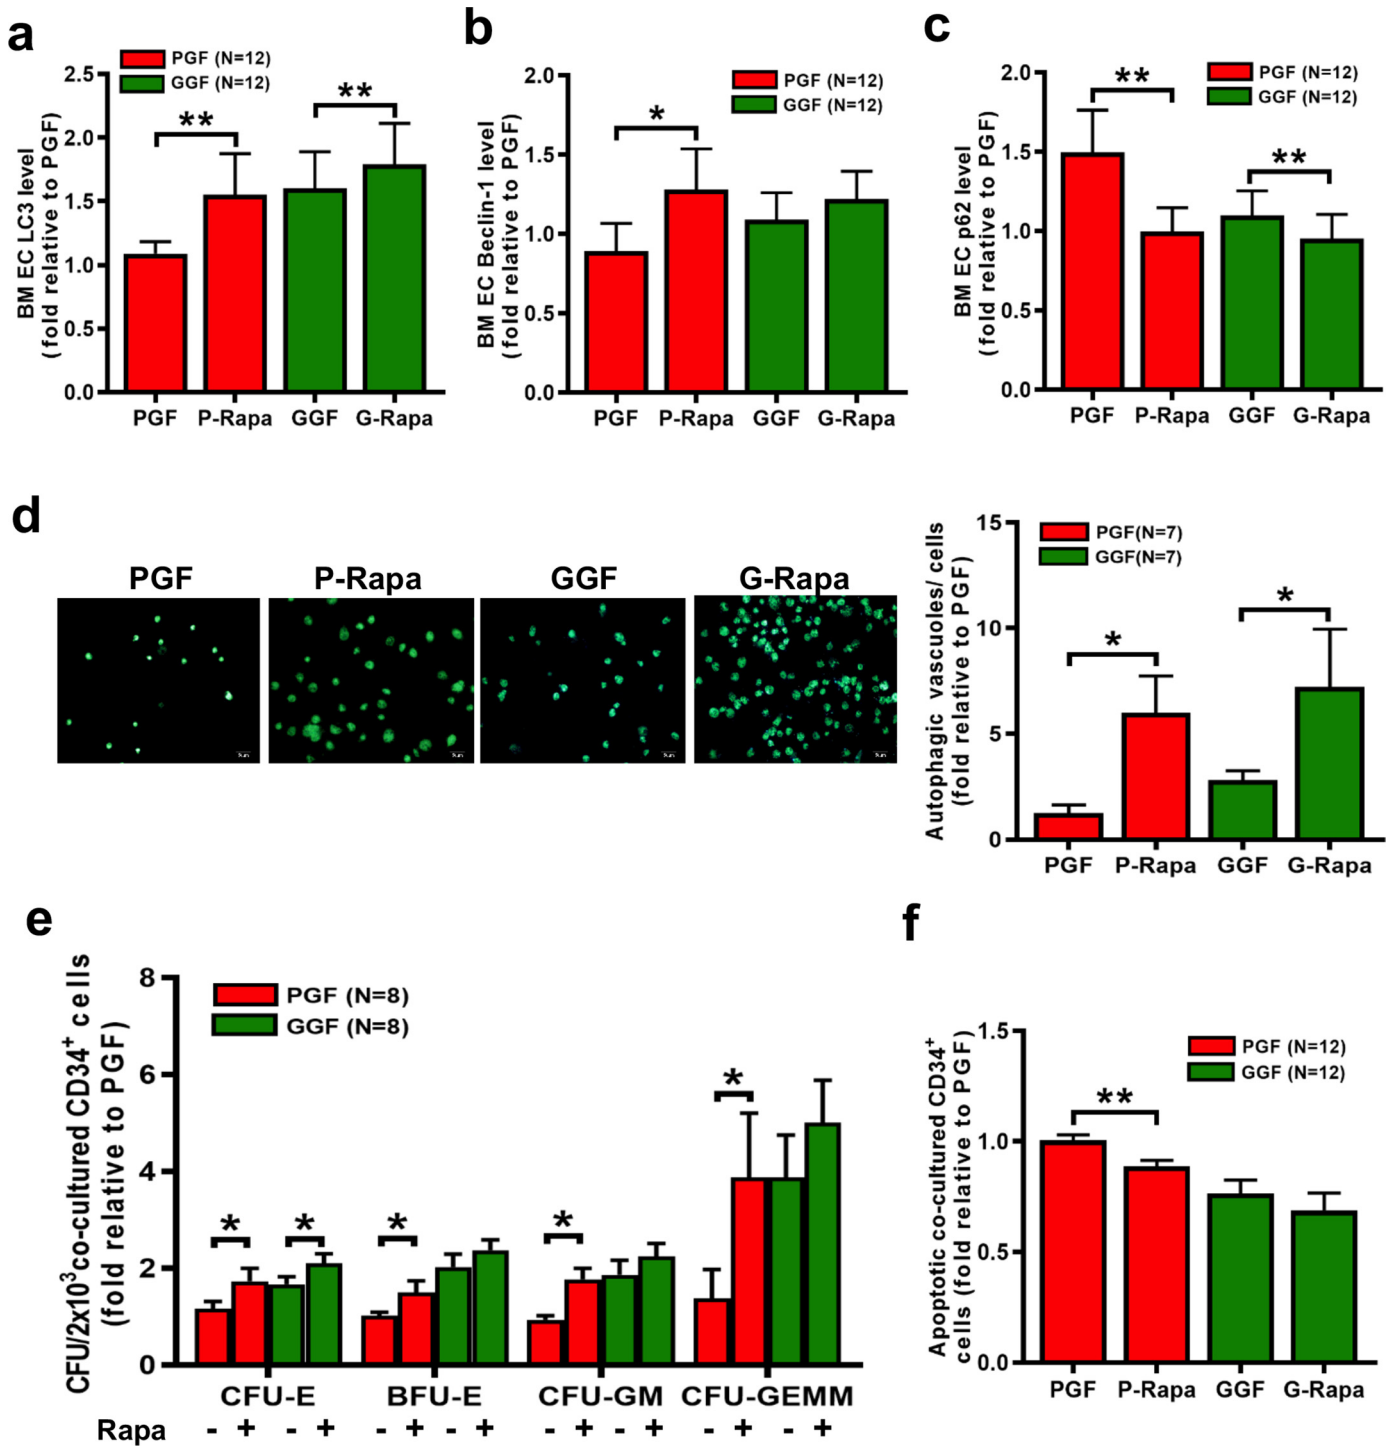 a
PGF (N=12)
GGF (N=12)
BM EC LC3 level
(fold relative to PGF)
2.5
2.0
1.5
1.0
0.5
0.0
**
**
PGF P-Rapa GGF G-Rapa
b
PGF (N=12)
GGF (N=12)
BM EC Beclin-1 level
(fold relative to PGF)
2.0
1.5
1.0
0.5
0.0
*
PGF P-Rapa GGF G-Rapa
c
PGF (N=12)
GGF (N=12)
BM EC p62 level
(fold relative to PGF)
2.0
1.5
1.0
0.5
0.0
**
**
PGF P-Rapa GGF G-Rapa
d
PGF P-Rapa GGF G-Rapa
Autophagic vascuoles/ cells
(fold relative to PGF)
15
10
5
0
PGF(N=7)
GGF(N=7)
*
*
PGF P-Rapa GGF G-Rapa
e
CFU/2x10³co-cultured CD34⁺ cells
(fold relative to PGF)
8
6
4
2
0
PGF (N=8)
GGF (N=8)
*
*
*
*
*
CFU-E BFU-E CFU-GM CFU-GEMM
Rapa - + - + - + - + - + - + - + - +
f
Apoptotic co-cultured CD34⁺
cells (fold relative to PGF)
1.5
1.0
0.5
0.0
PGF (N=12)
GGF (N=12)
**
PGF P-Rapa GGF G-Rapa